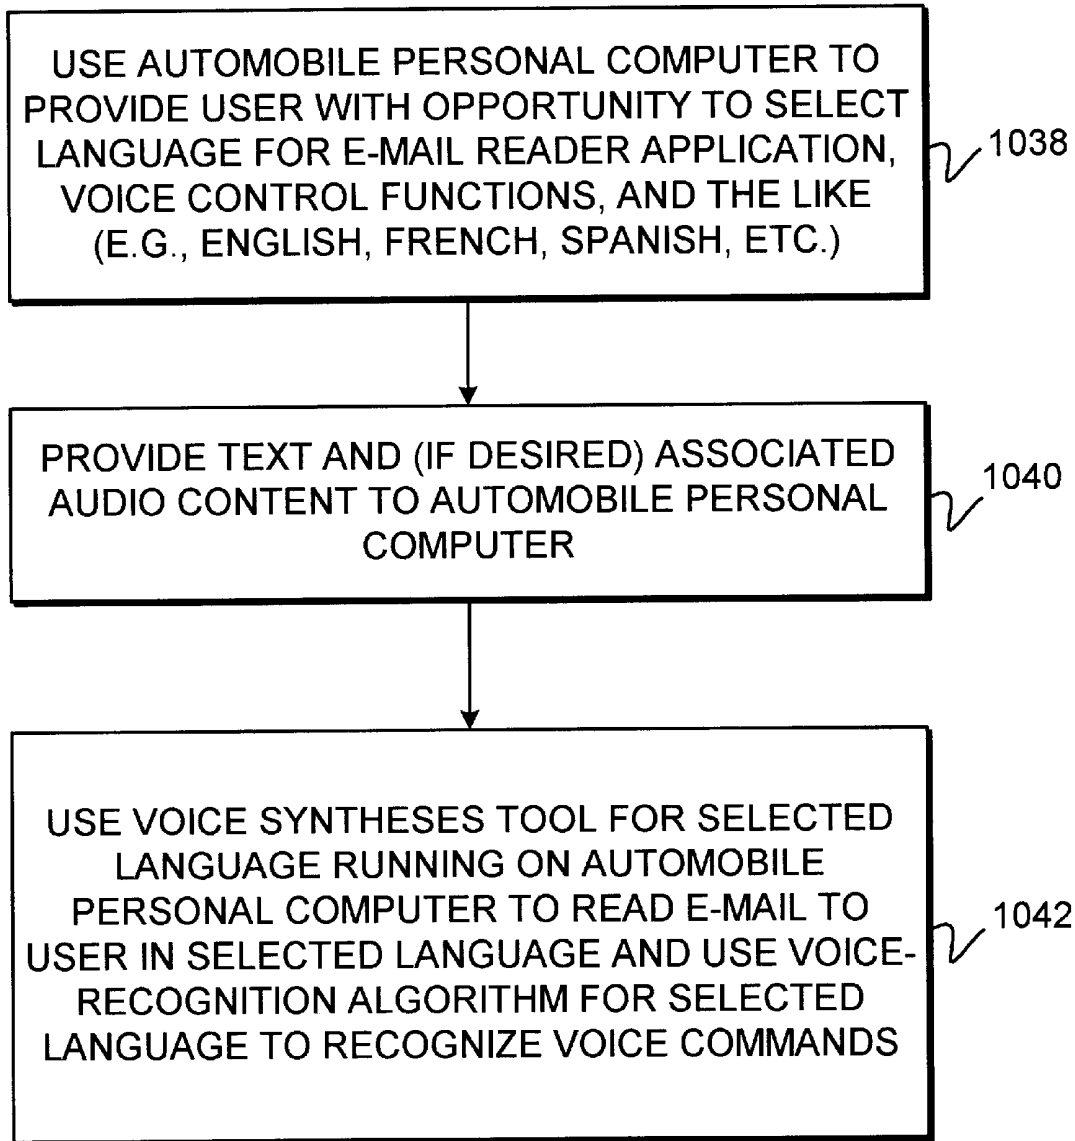 USE AUTOMOBILE PERSONAL COMPUTER TO
PROVIDE USER WITH OPPORTUNITY TO SELECT
LANGUAGE FOR E-MAIL READER APPLICATION,
VOICE CONTROL FUNCTIONS, AND THE LIKE
(E.G., ENGLISH, FRENCH, SPANISH, ETC.)
1038
PROVIDE TEXT AND (IF DESIRED) ASSOCIATED
AUDIO CONTENT TO AUTOMOBILE PERSONAL
COMPUTER
1040
USE VOICE SYNTHESES TOOL FOR SELECTED
LANGUAGE RUNNING ON AUTOMOBILE
PERSONAL COMPUTER TO READ E-MAIL TO
USER IN SELECTED LANGUAGE AND USE VOICE-
RECOGNITION ALGORITHM FOR SELECTED
LANGUAGE TO RECOGNIZE VOICE COMMANDS
1042